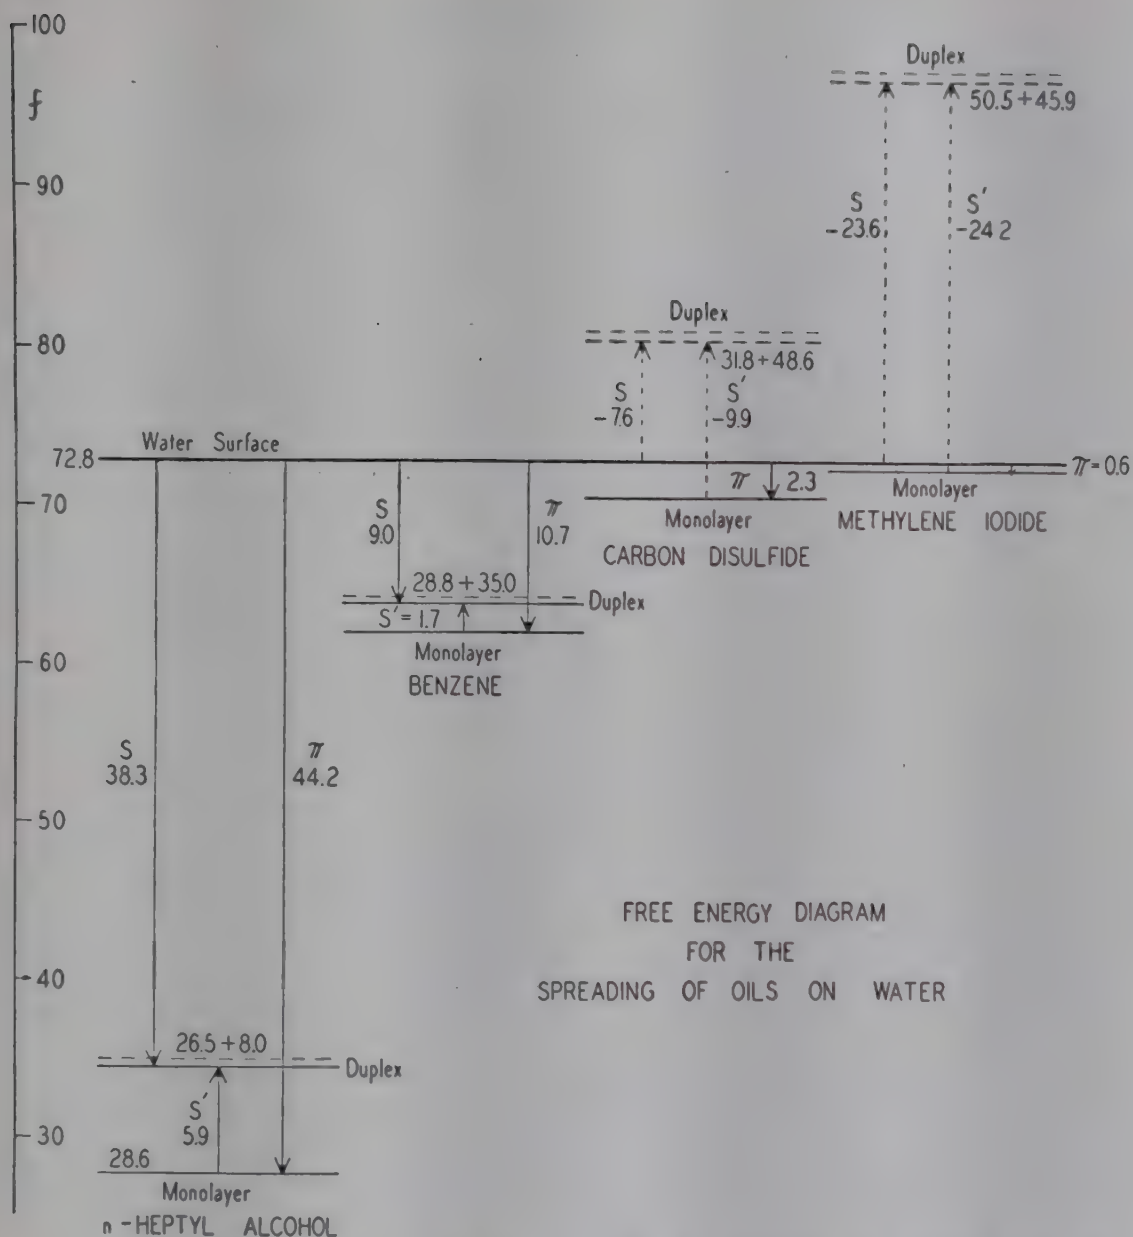 100
f
90
80
72.8
70
60
50
40
30
Duplex
50.5 + 45.9
S
-23.6
S′
-24.2
Duplex
31.8 + 48.6
S
-7.6
S′
-9.9
Water Surface
π = 0.6
Monolayer
METHYLENE IODIDE
π 2.3
Monolayer
CARBON DISULFIDE
S
9.0
π
10.7
28.8 + 35.0
Duplex
S′ = 1.7
Monolayer
BENZENE
S
38.3
π
44.2
26.5 + 8.0
Duplex
S′
5.9
28.6
Monolayer
n-HEPTYL ALCOHOL
FREE ENERGY DIAGRAM
FOR THE
SPREADING OF OILS ON WATER